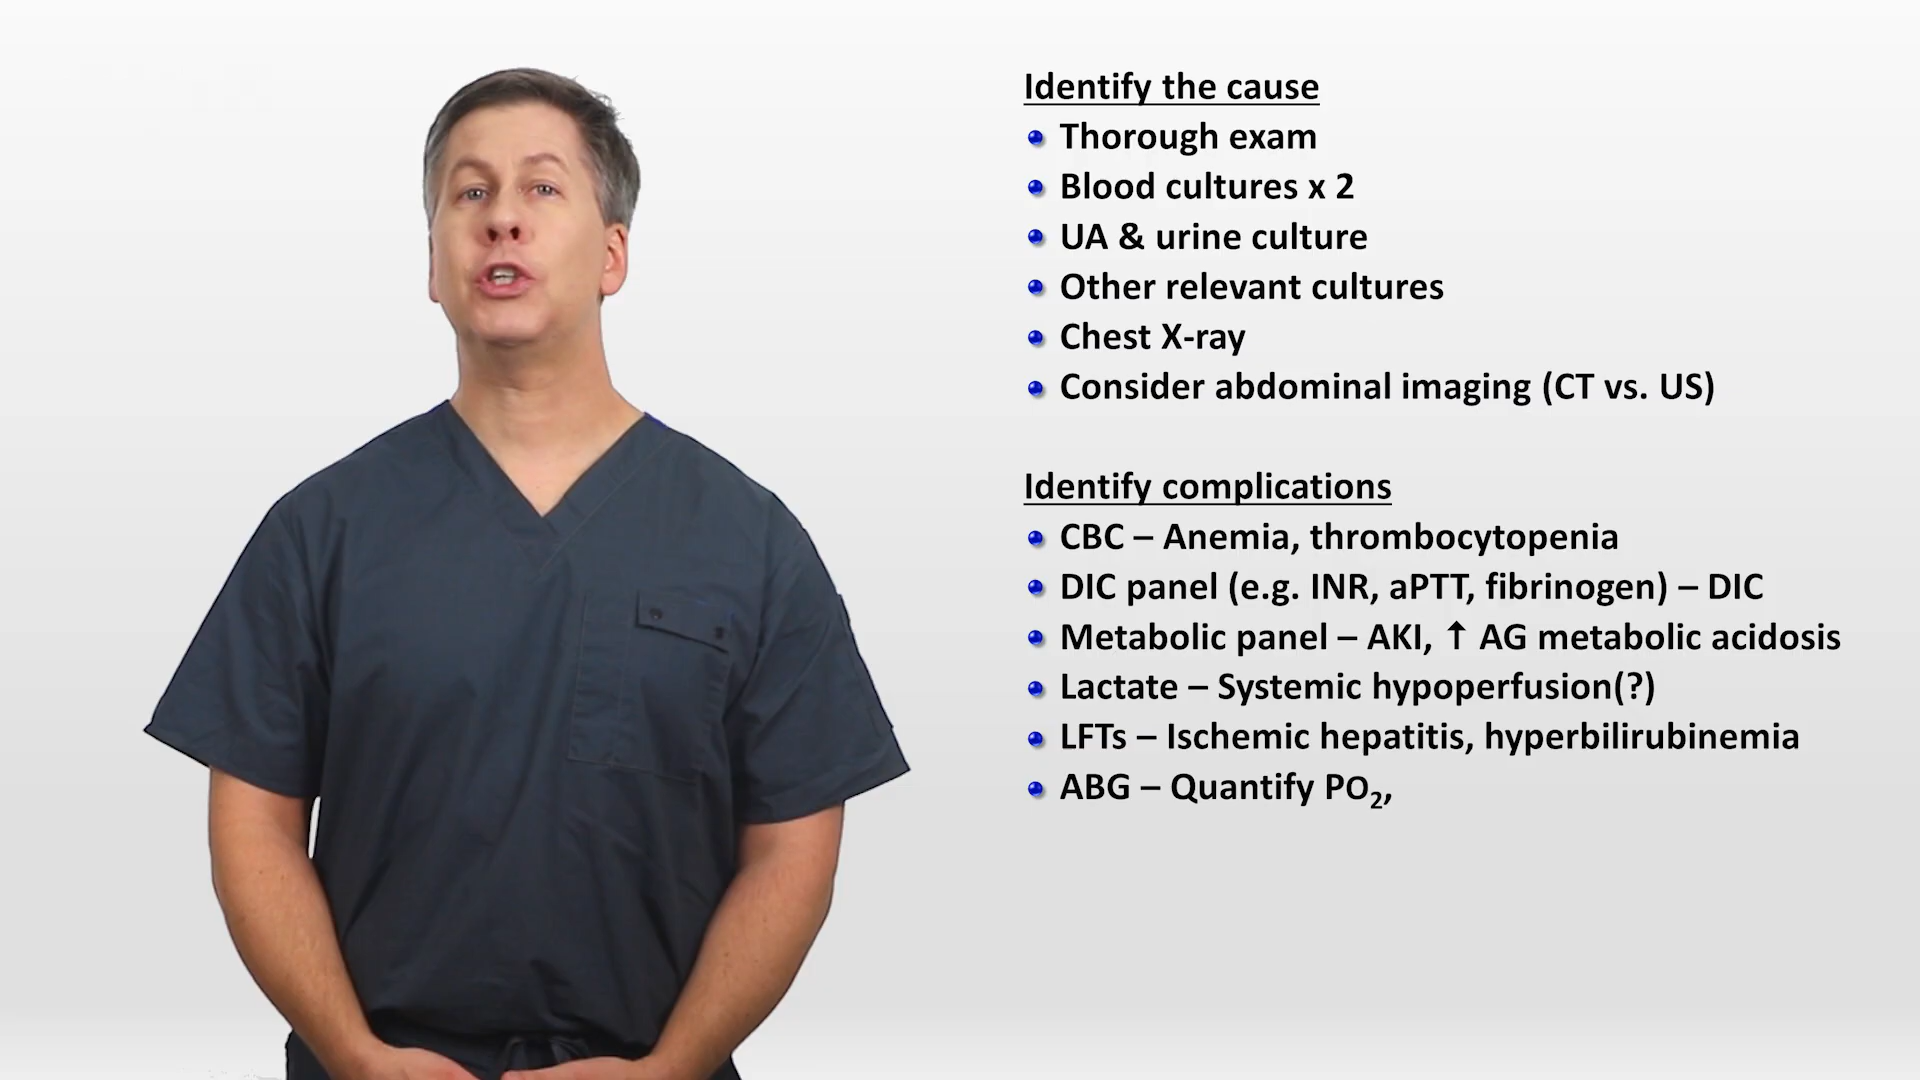 Identify the cause
Thorough exam
Blood cultures x 2
UA & urine culture
Other relevant cultures
Chest X-ray
Consider abdominal imaging (CT vs. US)
Identify complications
CBC – Anemia, thrombocytopenia
DIC panel (e.g. INR, aPTT, fibrinogen) – DIC
Metabolic panel – AKI, ↑ AG metabolic acidosis
Lactate – Systemic hypoperfusion(?)
LFTs – Ischemic hepatitis, hyperbilirubinemia
ABG – Quantify PO₂,